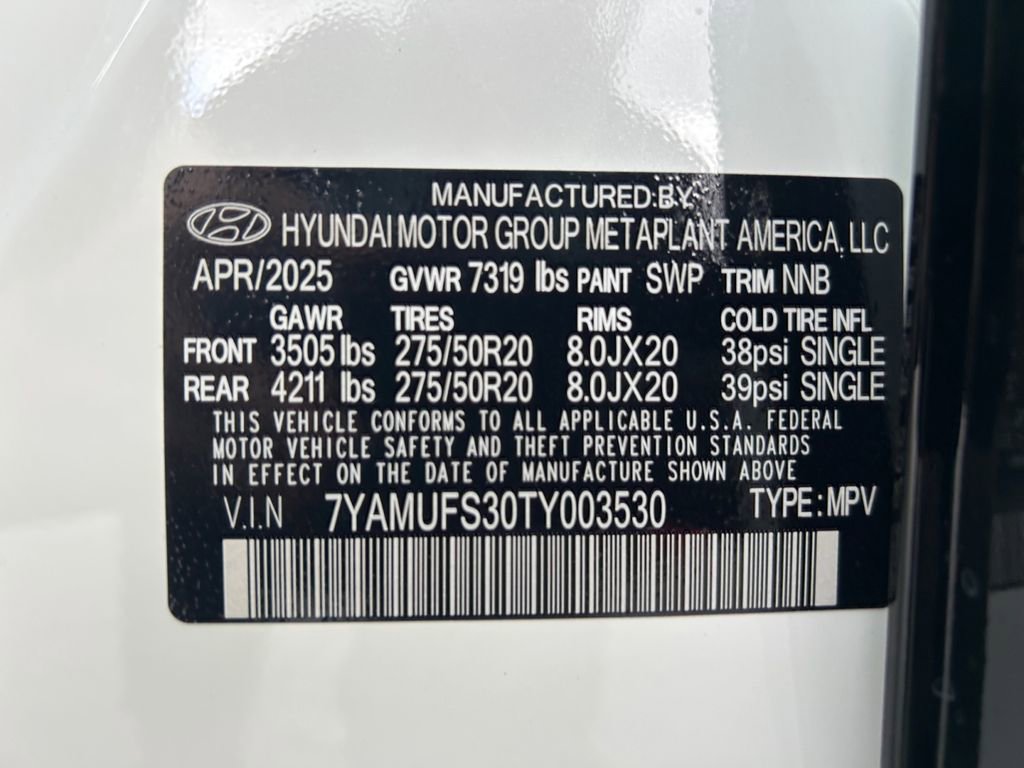 MANUFACTURED BY
HYUNDAI MOTOR GROUP METAPLANT AMERICA, LLC
APR/2025 GVWR 7319 lbs PAINT SWP TRIM NNB
GAWR TIRES RIMS COLD TIRE INFL
FRONT 3505 lbs 275/50R20 8.0JX20 38psi SINGLE
REAR 4211 lbs 275/50R20 8.0JX20 39psi SINGLE
THIS VEHICLE CONFORMS TO ALL APPLICABLE U.S.A. FEDERAL
MOTOR VEHICLE SAFETY AND THEFT PREVENTION STANDARDS
IN EFFECT ON THE DATE OF MANUFACTURE SHOWN ABOVE
V.I.N 7YAMUFS30TY003530 TYPE: MPV